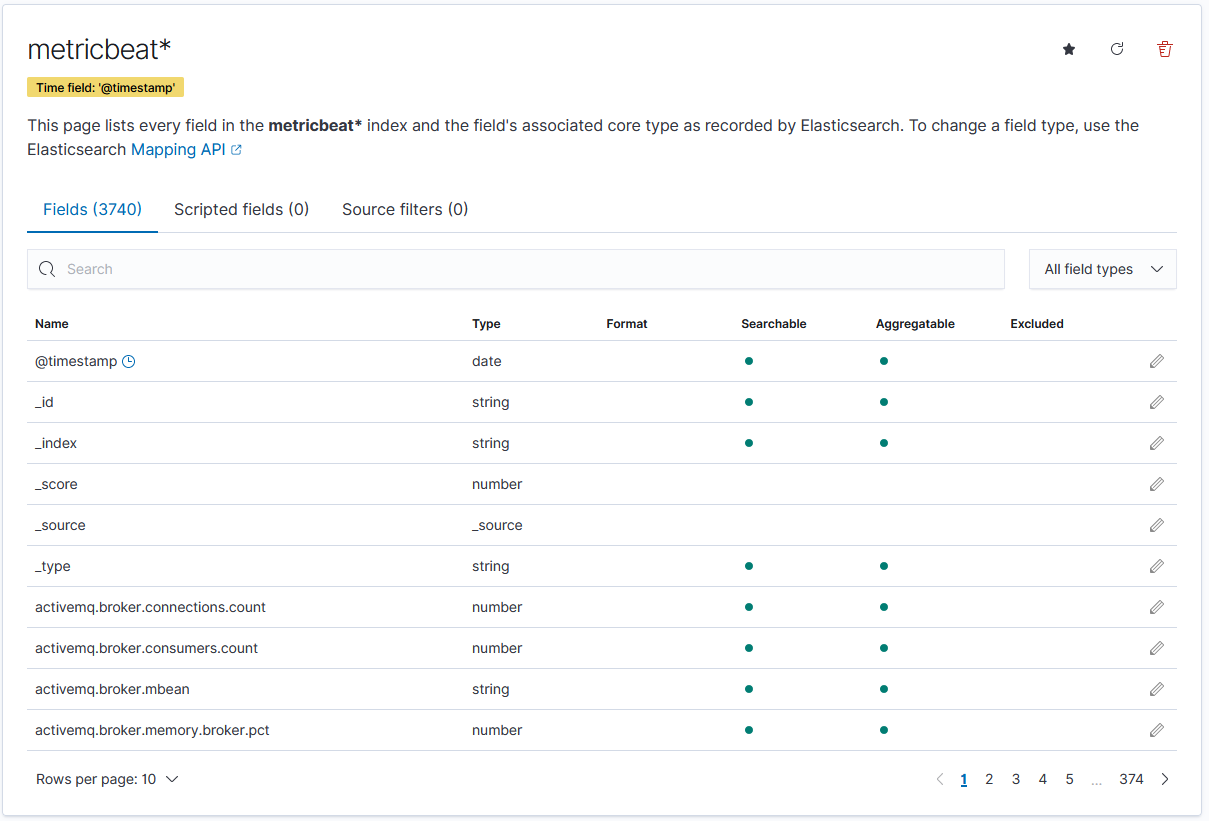 metricbeat*
Time field: '@timestamp'
This page lists every field in the metricbeat* index and the field's associated core type as recorded by Elasticsearch. To change a field type, use the
Elasticsearch Mapping API
Fields (3740) Scripted fields (0) Source filters (0)
Search All field types
Name Type Format Searchable Aggregatable Excluded
@timestamp date
_id string
_index string
_score number
_source _source
_type string
activemq.broker.connections.count number
activemq.broker.consumers.count number
activemq.broker.mbean string
activemq.broker.memory.broker.pct number
Rows per page: 10 1 2 3 4 5 ... 374